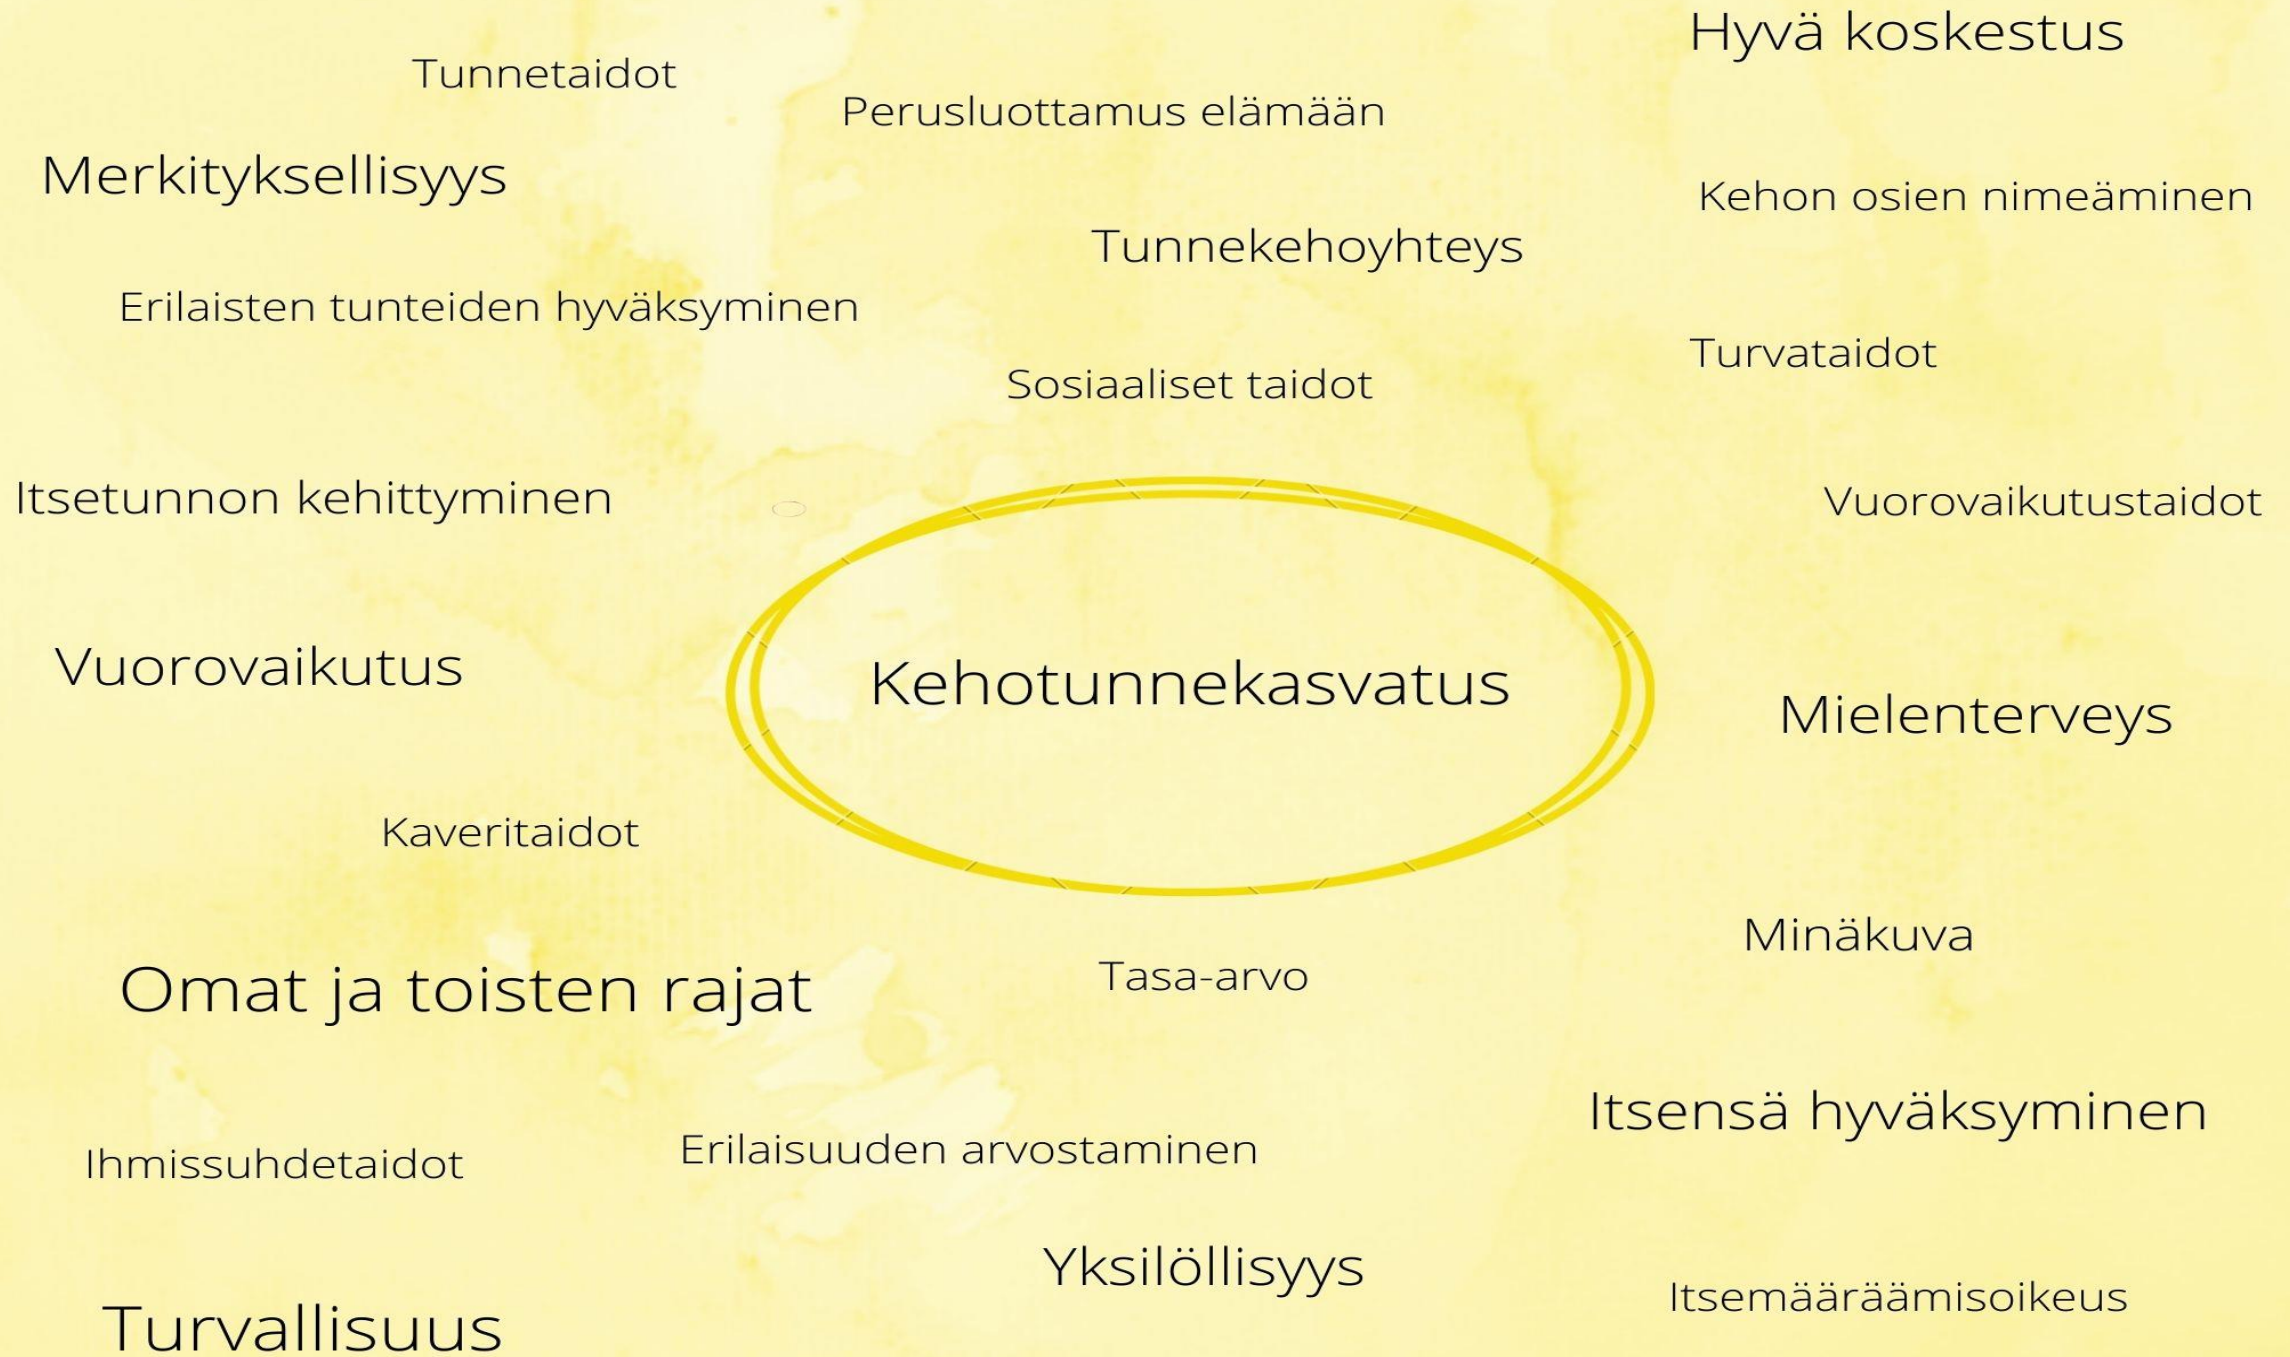 Hyvä koskestus
Tunnetaidot
Perusluottamus elämään
Merkityksellisyys
Kehon osien nimeäminen
Tunnekehoyhteys
Erilaisten tunteiden hyväksyminen
Turvataidot
Sosiaaliset taidot
Itsetunnon kehittyminen
Vuorovaikutustaidot
Vuorovaikutus
Kehotunnekasvatus
Mielenterveys
Kaveritaidot
Minäkuva
Omat ja toisten rajat
Tasa-arvo
Itsensä hyväksyminen
Ihmissuhdetaidot
Erilaisuuden arvostaminen
Yksilöllisyys
Itsemääräämisoikeus
Turvallisuus